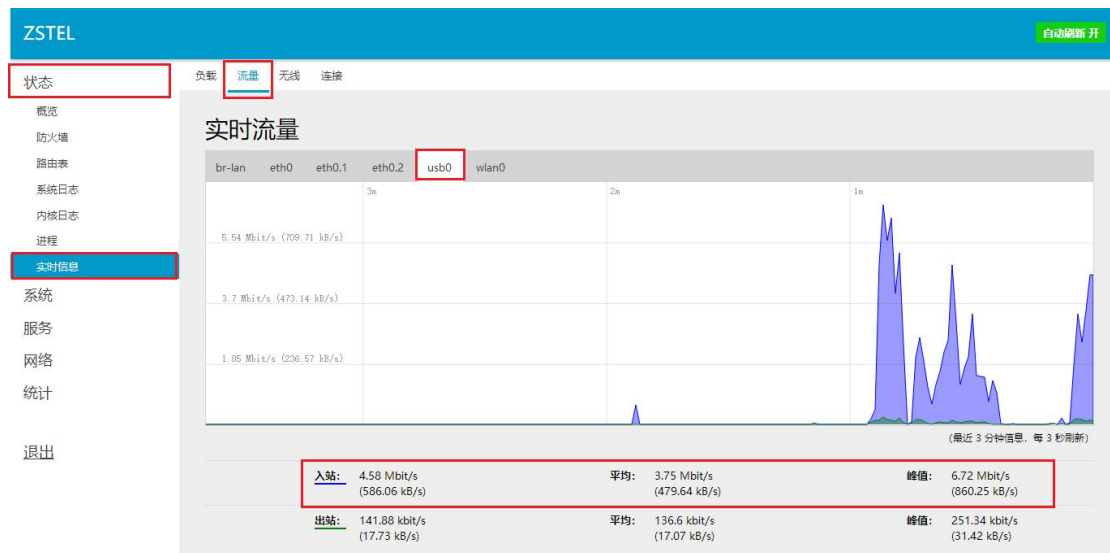 ZSTEL
自动刷新 开
状态
概览
防火墙
路由表
系统日志
内核日志
进程
实时信息
系统
服务
网络
统计
退出
负载 流量 无线 连接
实时流量
br-lan eth0 eth0.1 eth0.2 usb0 wlan0
3m 2m 1m
5.54 Mbit/s (709.71 kB/s)
3.7 Mbit/s (473.14 kB/s)
1.85 Mbit/s (236.57 kB/s)
(最近 3 分钟信息，每 3 秒刷新)
入站: 4.58 Mbit/s 平均: 3.75 Mbit/s 峰值: 6.72 Mbit/s
(586.06 kB/s) (479.64 kB/s) (860.25 kB/s)
出站: 141.88 kbit/s 平均: 136.6 kbit/s 峰值: 251.34 kbit/s
(17.73 kB/s) (17.07 kB/s) (31.42 kB/s)